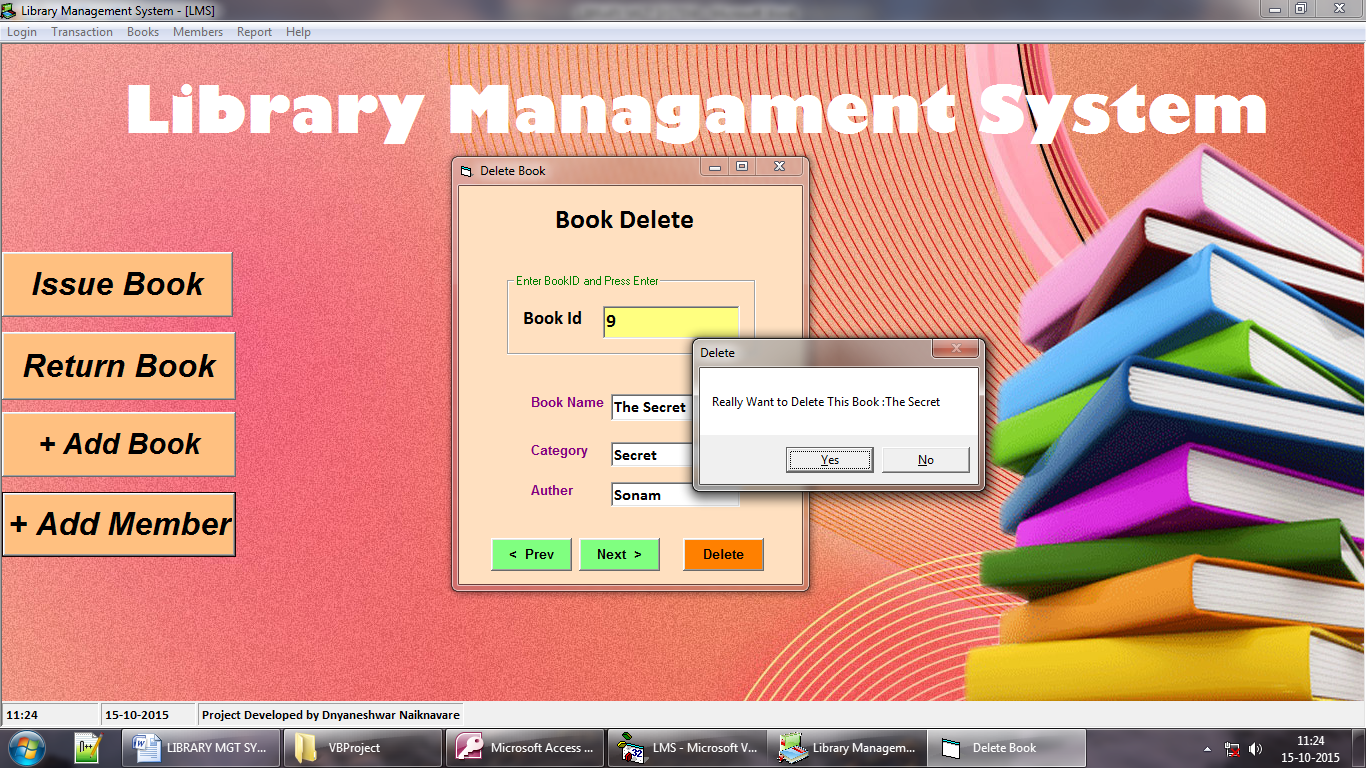 Library Management System - [LMS]
Login Transaction Books Members Report Help
Library Managament System
Delete Book
Book Delete
Issue Book
Return Book
+ Add Book
+ Add Member
Enter BookID and Press Enter
Book Id 9
Book Name The Secret
Category Secret
Auther Sonam
< Prev Next > Delete
Delete
Really Want to Delete This Book :The Secret
Yes No
11:24 15-10-2015 Project Developed by Dnyaneshwar Naiknavare
LIBRARY MGT SY... VBProject Microsoft Access ... LMS - Microsoft V... Library Managem... Delete Book
11:24
15-10-2015